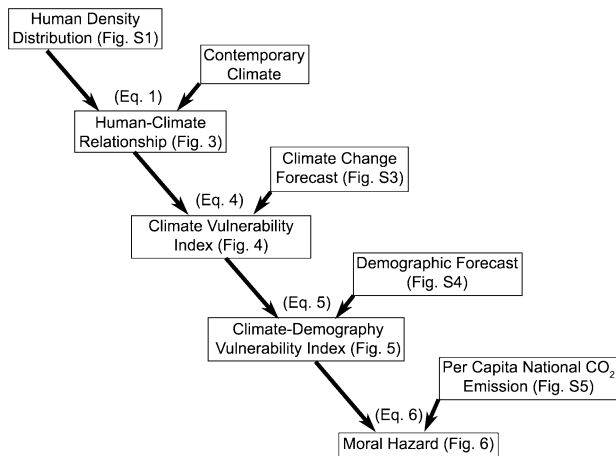 Human Density
Distribution (Fig. S1)
Contemporary
Climate
(Eq. 1)
Human-Climate
Relationship (Fig. 3)
Climate Change
Forecast (Fig. S3)
(Eq. 4)
Climate Vulnerability
Index (Fig. 4)
Demographic Forecast
(Fig. S4)
(Eq. 5)
Climate-Demography
Vulnerability Index (Fig. 5)
Per Capita National CO₂
Emission (Fig. S5)
(Eq. 6)
Moral Hazard (Fig. 6)